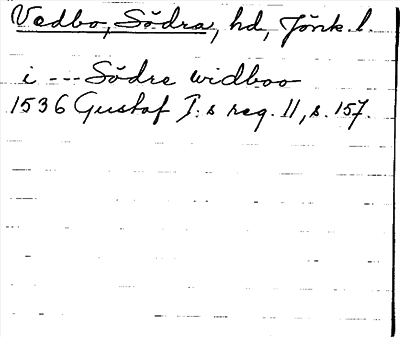 Vedbo, Södra, hd, Jönk. l.
i --- Södre widboo
1536 Gustaf I:s reg. 11, s. 157.